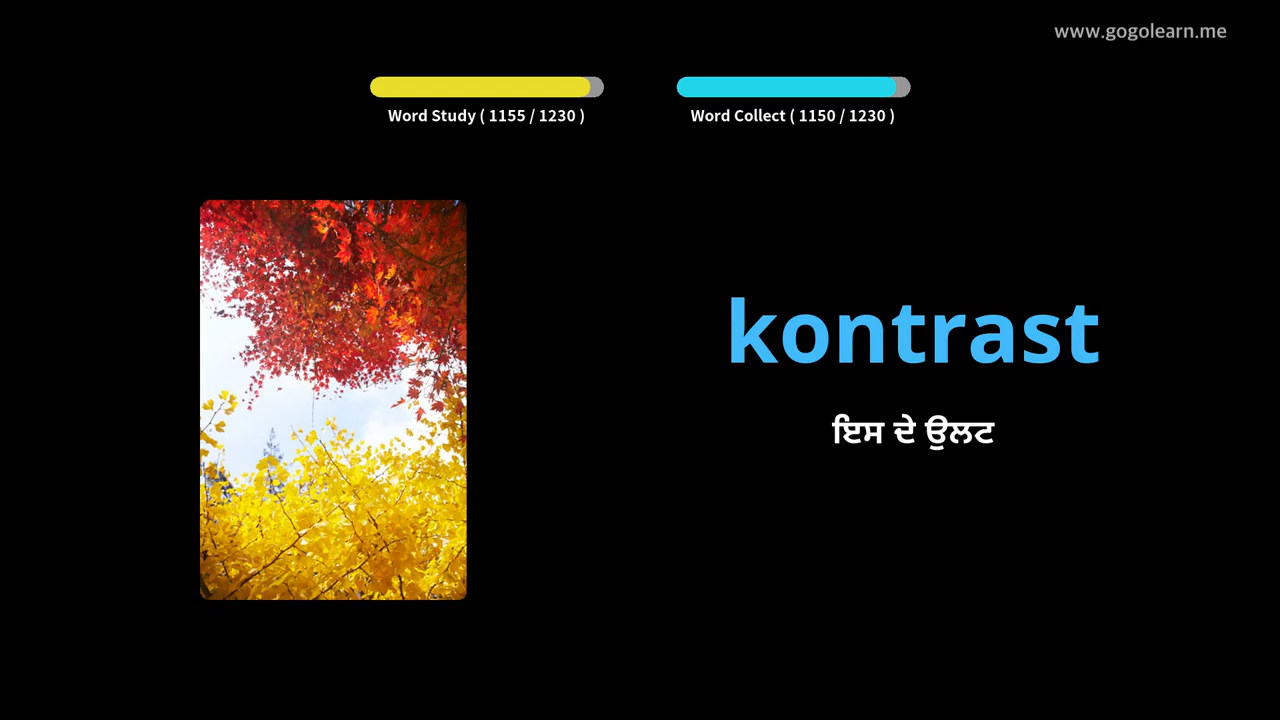 www.gogolearn.me
Word Study ( 1155 / 1230 )
Word Collect ( 1150 / 1230 )
kontrast
ਇਸ ਦੇ ਉਲਟ